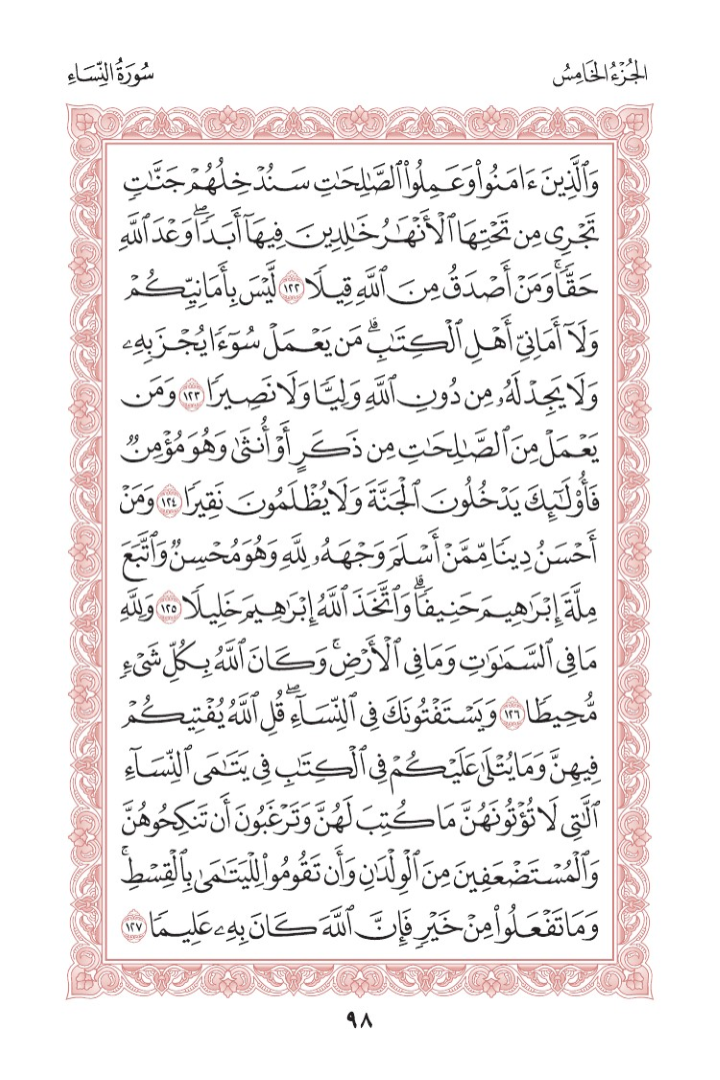 الجُزْءُ الخَامِسُ
سُورَةُ النِّسَاءِ
وَٱلَّذِينَ ءَامَنُوا۟ وَعَمِلُوا۟ ٱلصَّـٰلِحَـٰتِ سَنُدْخِلُهُمْ جَنَّـٰتٍ
تَجْرِى مِن تَحْتِهَا ٱلْأَنْهَـٰرُ خَـٰلِدِينَ فِيهَآ أَبَدًا ۖ وَعْدَ ٱللَّهِ
حَقًّا ۚ وَمَنْ أَصْدَقُ مِنَ ٱللَّهِ قِيلًا ١٢٢ لَّيْسَ بِأَمَانِيِّكُمْ
وَلَآ أَمَانِىِّ أَهْلِ ٱلْكِتَـٰبِ ۗ مَن يَعْمَلْ سُوٓءًا يُجْزَ بِهِۦ
وَلَا يَجِدْ لَهُۥ مِن دُونِ ٱللَّهِ وَلِيًّا وَلَا نَصِيرًا ١٢٣ وَمَن
يَعْمَلْ مِنَ ٱلصَّـٰلِحَـٰتِ مِن ذَكَرٍ أَوْ أُنثَىٰ وَهُوَ مُؤْمِنٌ
فَأُو۟لَـٰٓئِكَ يَدْخُلُونَ ٱلْجَنَّةَ وَلَا يُظْلَمُونَ نَقِيرًا ١٢٤ وَمَنْ
أَحْسَنُ دِينًا مِّمَّنْ أَسْلَمَ وَجْهَهُۥ لِلَّهِ وَهُوَ مُحْسِنٌ وَٱتَّبَعَ
مِلَّةَ إِبْرَٰهِيمَ حَنِيفًا ۗ وَٱتَّخَذَ ٱللَّهُ إِبْرَٰهِيمَ خَلِيلًا ١٢٥ وَلِلَّهِ
مَا فِى ٱلسَّمَـٰوَٰتِ وَمَا فِى ٱلْأَرْضِ ۚ وَكَانَ ٱللَّهُ بِكُلِّ شَىْءٍ
مُّحِيطًا ١٢٦ وَيَسْتَفْتُونَكَ فِى ٱلنِّسَآءِ ۖ قُلِ ٱللَّهُ يُفْتِيكُمْ
فِيهِنَّ وَمَا يُتْلَىٰ عَلَيْكُمْ فِى ٱلْكِتَـٰبِ فِى يَتَـٰمَى ٱلنِّسَآءِ
ٱلَّـٰتِى لَا تُؤْتُونَهُنَّ مَا كُتِبَ لَهُنَّ وَتَرْغَبُونَ أَن تَنكِحُوهُنَّ
وَٱلْمُسْتَضْعَفِينَ مِنَ ٱلْوِلْدَٰنِ وَأَن تَقُومُوا۟ لِلْيَتَـٰمَىٰ بِٱلْقِسْطِ ۚ
وَمَا تَفْعَلُوا۟ مِنْ خَيْرٍ فَإِنَّ ٱللَّهَ كَانَ بِهِۦ عَلِيمًا ١٢٧
٩٨